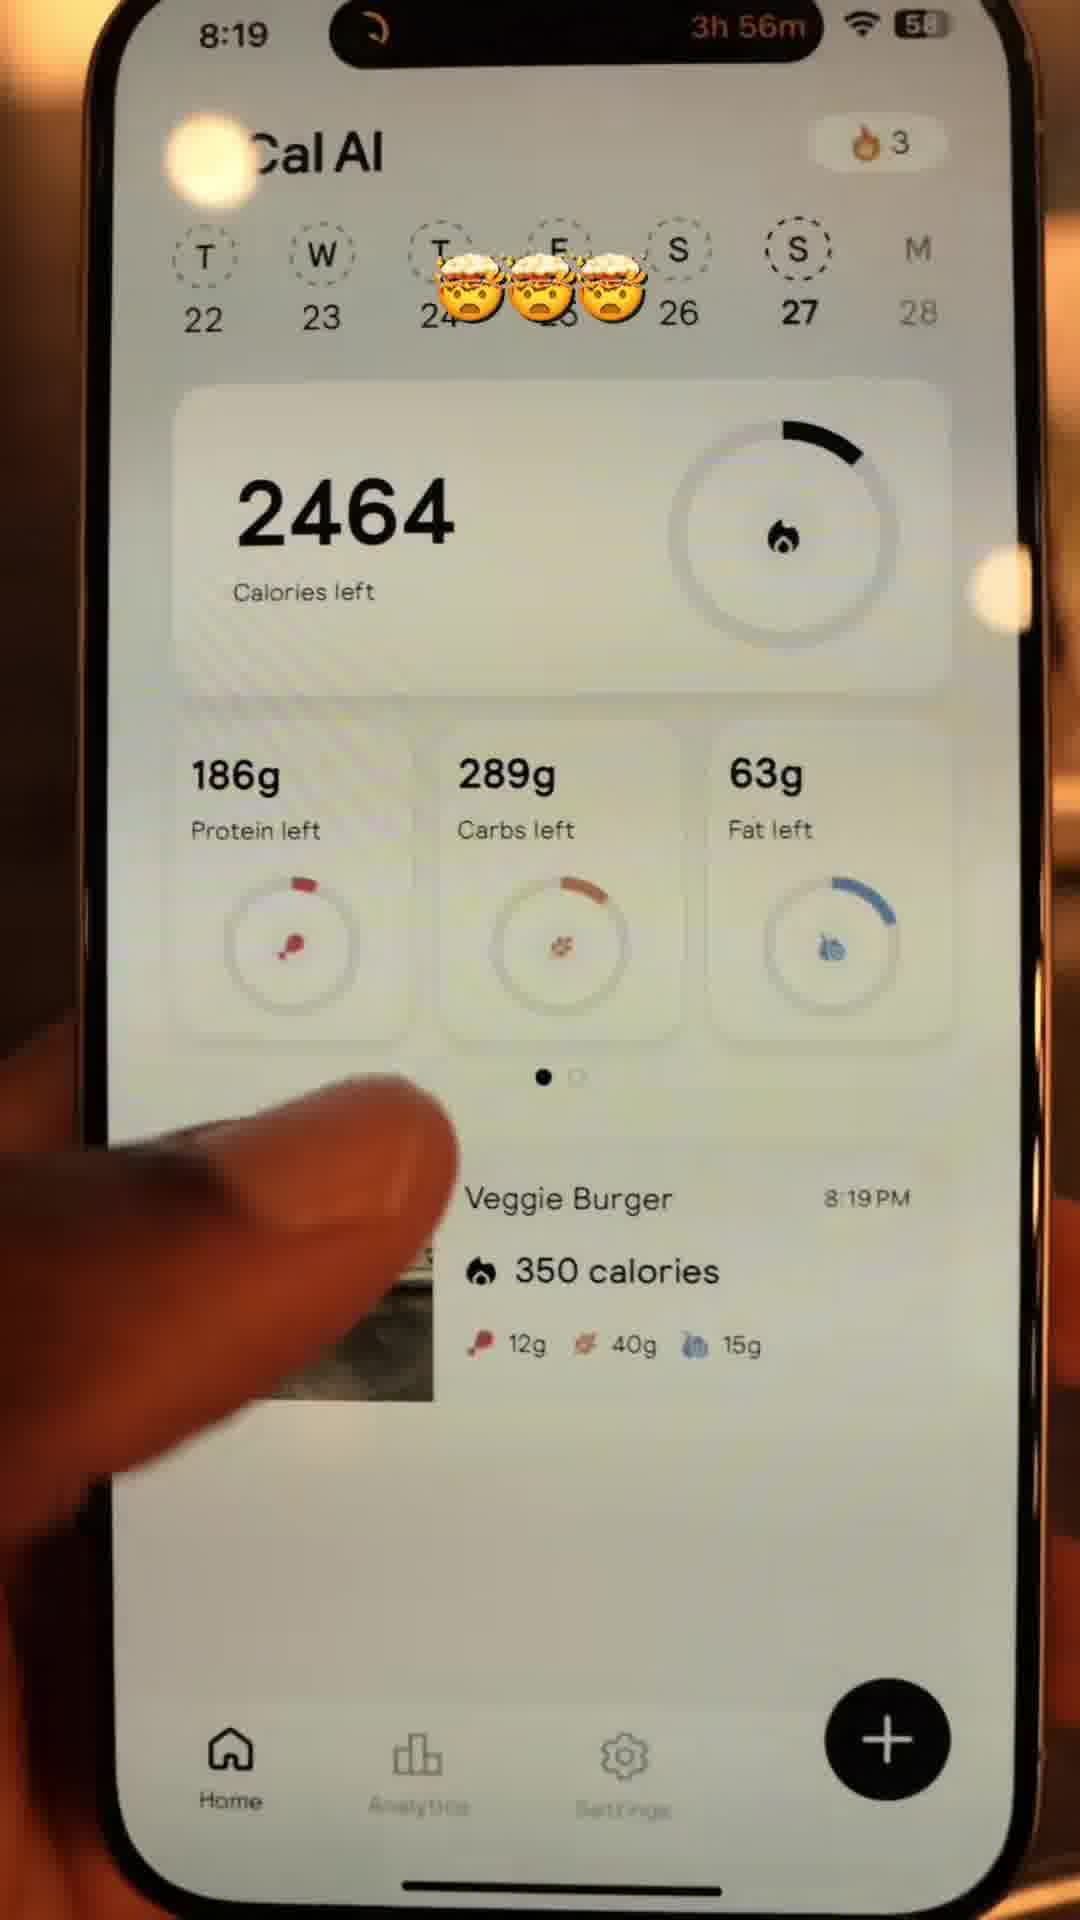 8:19
3h 56m
58
Cal AI
3
T W T F S S M
22 23 24 25 26 27 28
2464
Calories left
186g
Protein left
289g
Carbs left
63g
Fat left
Veggie Burger
8:19 PM
350 calories
12g 40g 15g
Home
Analytics
Settings